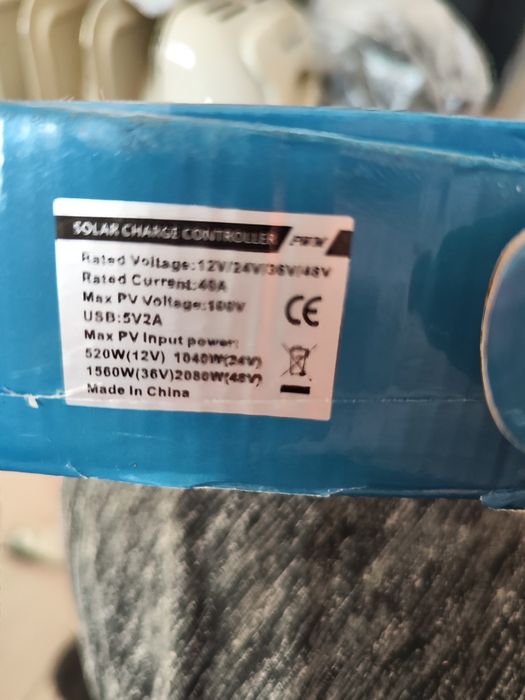 SOLAR CHARGE CONTROLLER PWM
Rated Voltage:12V/24V/36V/48V
Rated Current:40A
Max PV Voltage:100V
USB:5V2A
CE
Max PV Input power:
520W(12V) 1040W(24V)
1560W(36V)2080W(48V)
Made In China